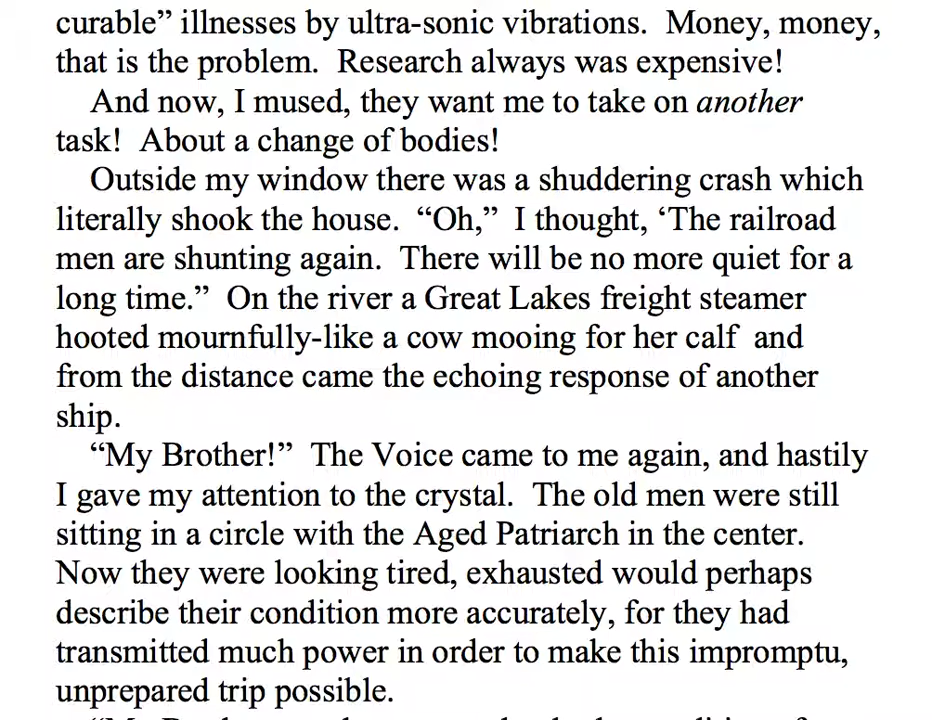 curable” illnesses by ultra-sonic vibrations.  Money, money,
that is the problem.  Research always was expensive!
And now, I mused, they want me to take on another
task!  About a change of bodies!
Outside my window there was a shuddering crash which
literally shook the house.  “Oh,”  I thought, ‘The railroad
men are shunting again.  There will be no more quiet for a
long time.”  On the river a Great Lakes freight steamer
hooted mournfully-like a cow mooing for her calf  and
from the distance came the echoing response of another
ship.
“My Brother!”  The Voice came to me again, and hastily
I gave my attention to the crystal.  The old men were still
sitting in a circle with the Aged Patriarch in the center.
Now they were looking tired, exhausted would perhaps
describe their condition more accurately, for they had
transmitted much power in order to make this impromptu,
unprepared trip possible.